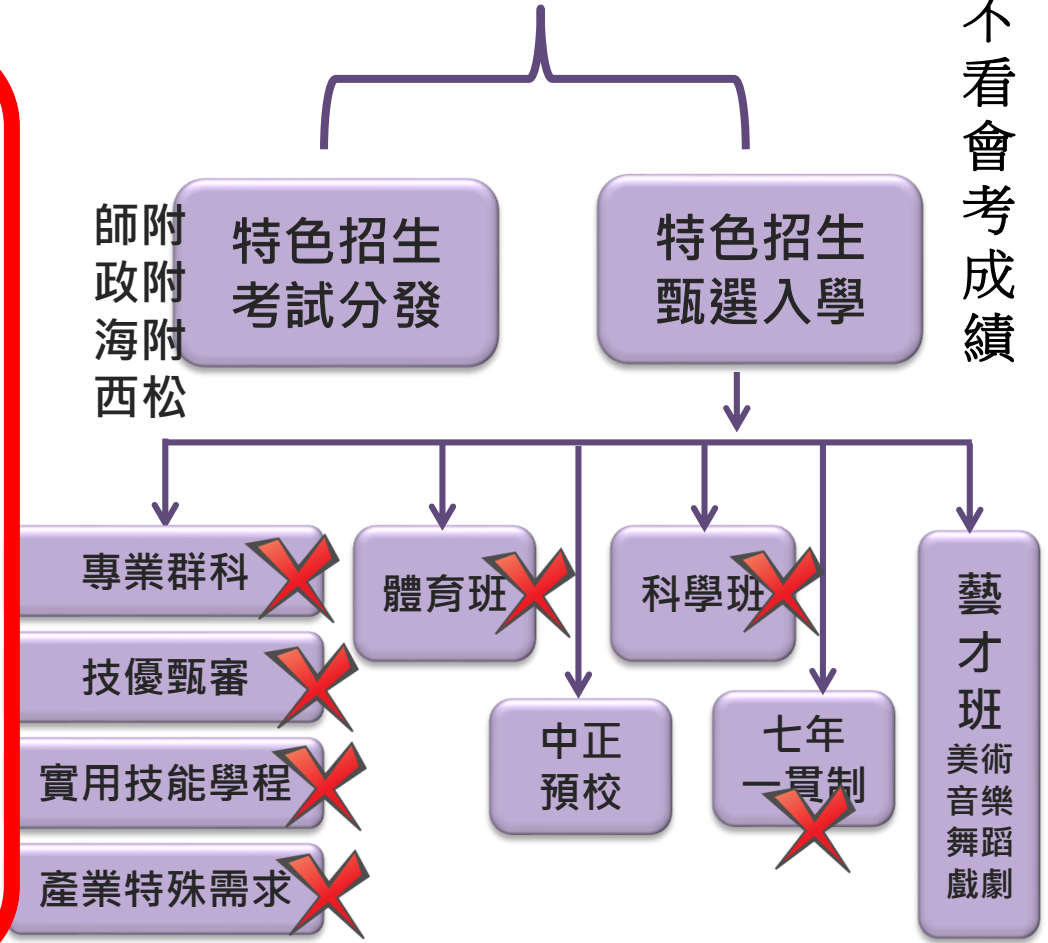 不看會考成績
師附
政附
海附
西松
特色招生
考試分發
特色招生
甄選入學
專業群科
技優甄審
實用技能學程
產業特殊需求
體育班
中正
預校
科學班
七年
一貫制
藝才班
美術
音樂
舞蹈
戲劇